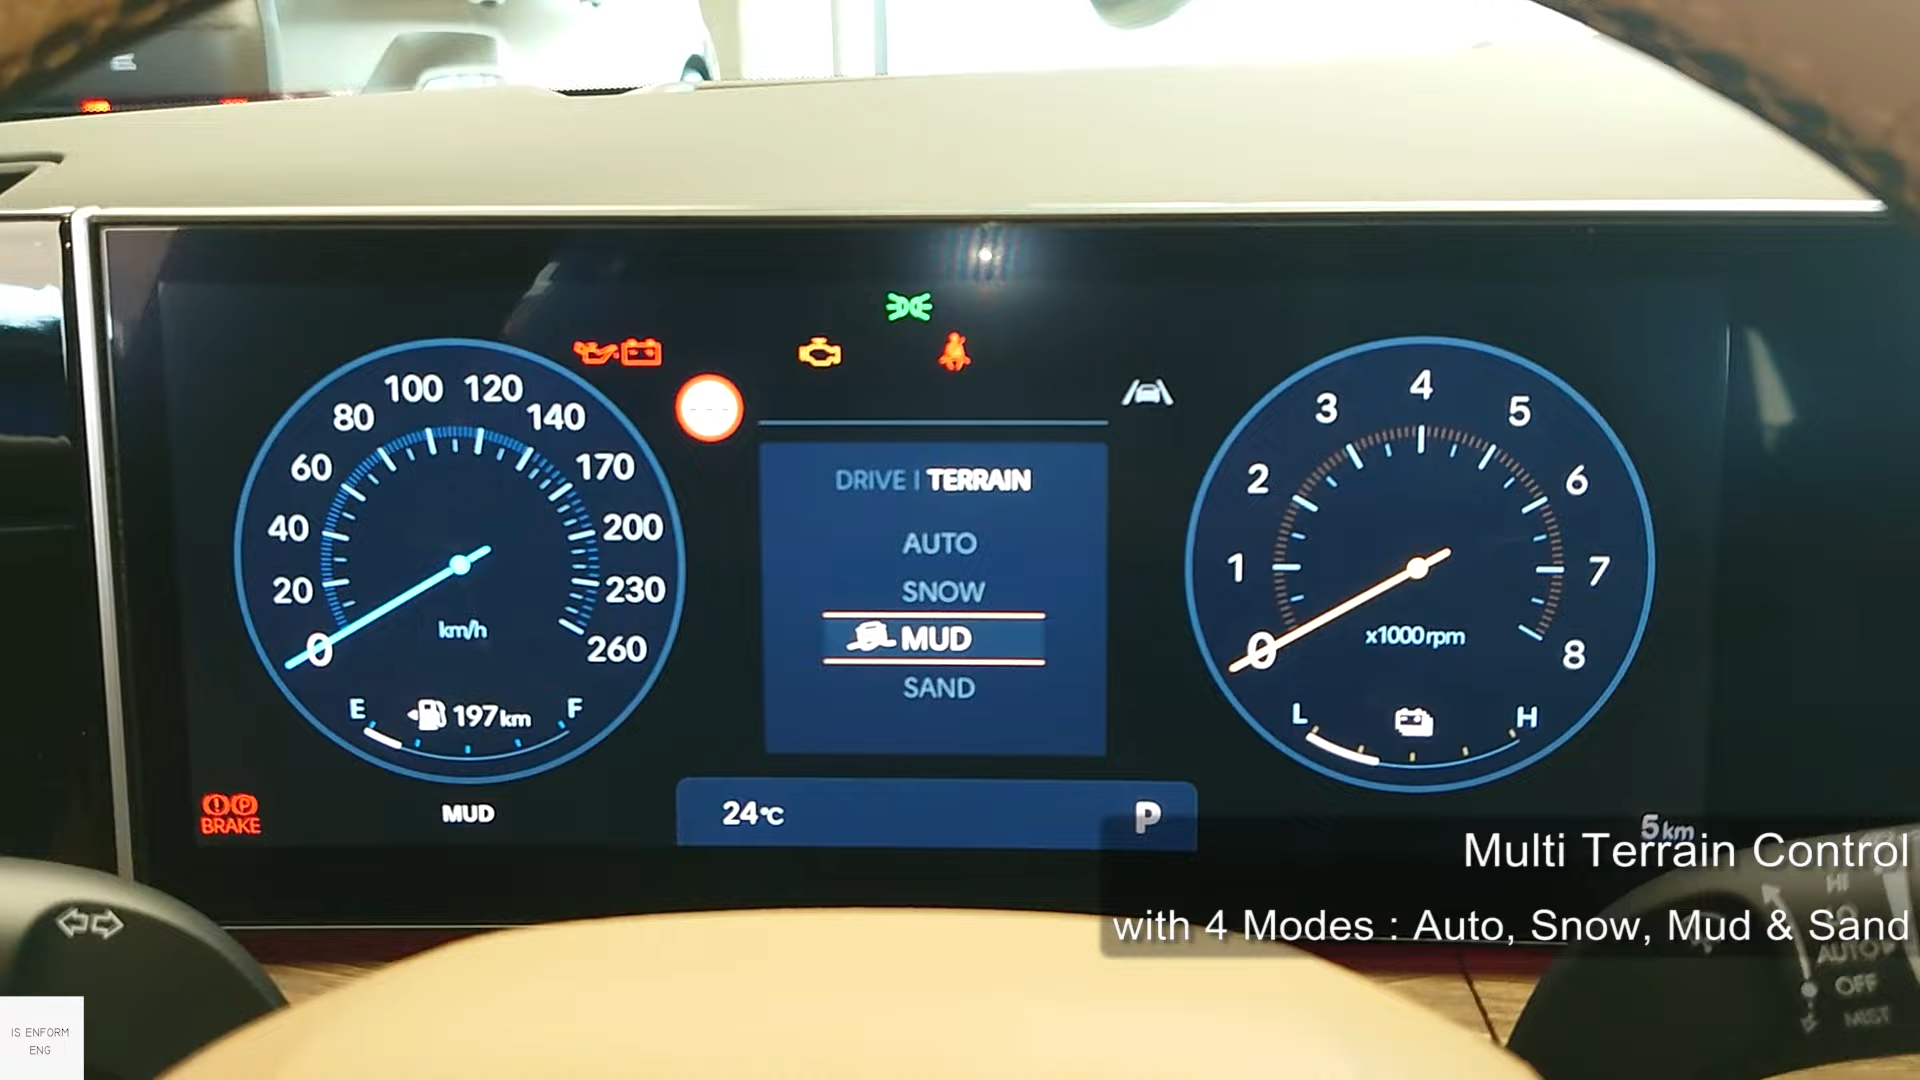 100 120
80 140
60 170
40 200
20 230
0 260
km/h
E 197km F
MUD
BRAKE
DRIVE | TERRAIN
AUTO
SNOW
MUD
SAND
24°C P
4
3 5
2 6
1 7
0 8
x1000rpm
L H
5km
Multi Terrain Control
with 4 Modes : Auto, Snow, Mud & Sand
HI
LO
AUTO
OFF
MIST
IS ENFORM
ENG